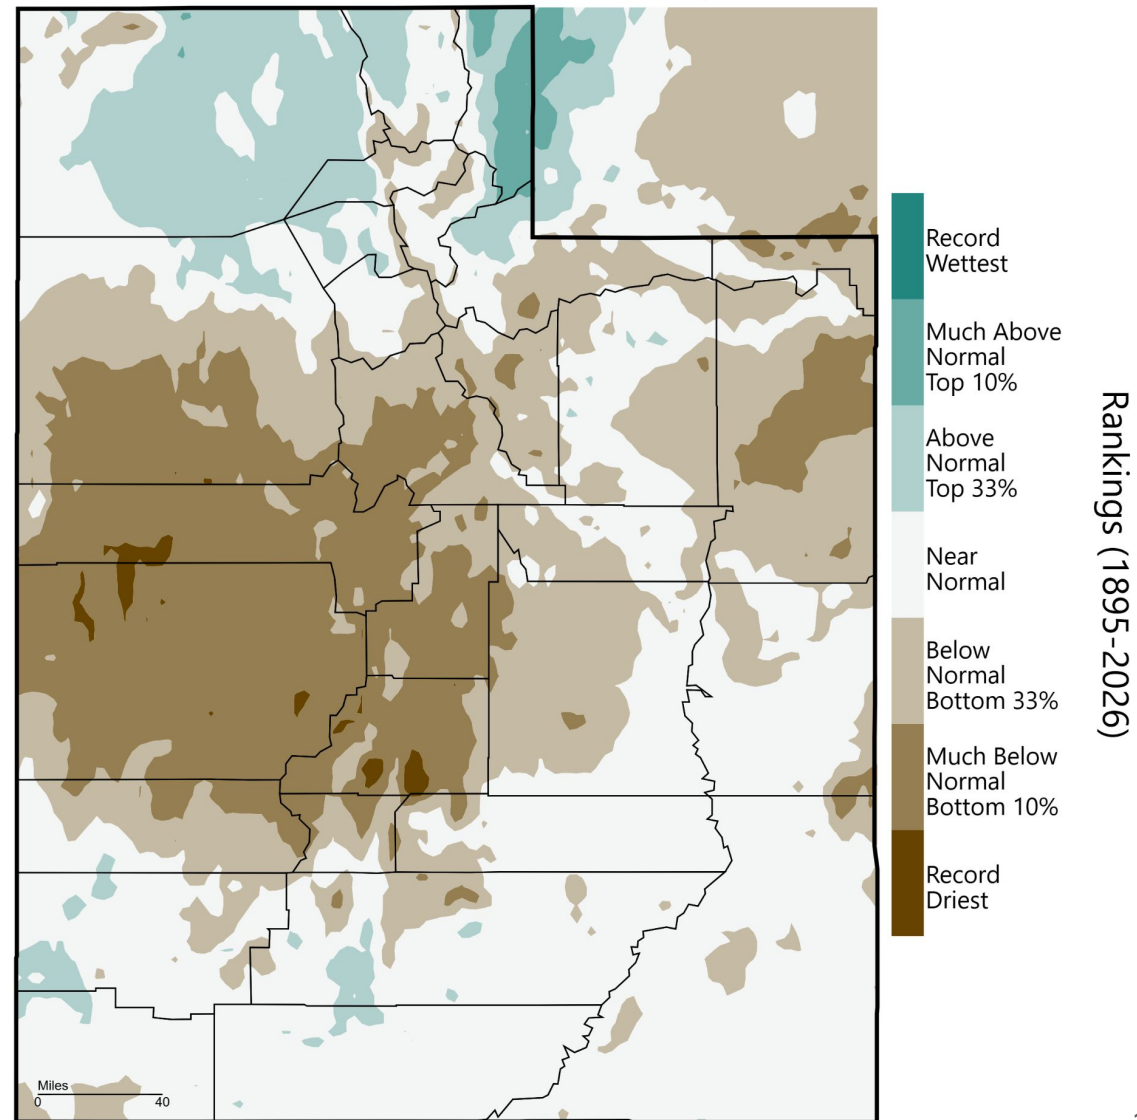 Record
Wettest
Much Above
Normal
Top 10%
Above
Normal
Top 33%
Near
Normal
Below
Normal
Bottom 33%
Much Below
Normal
Bottom 10%
Record
Driest
Rankings (1895-2026)
Miles
0 40